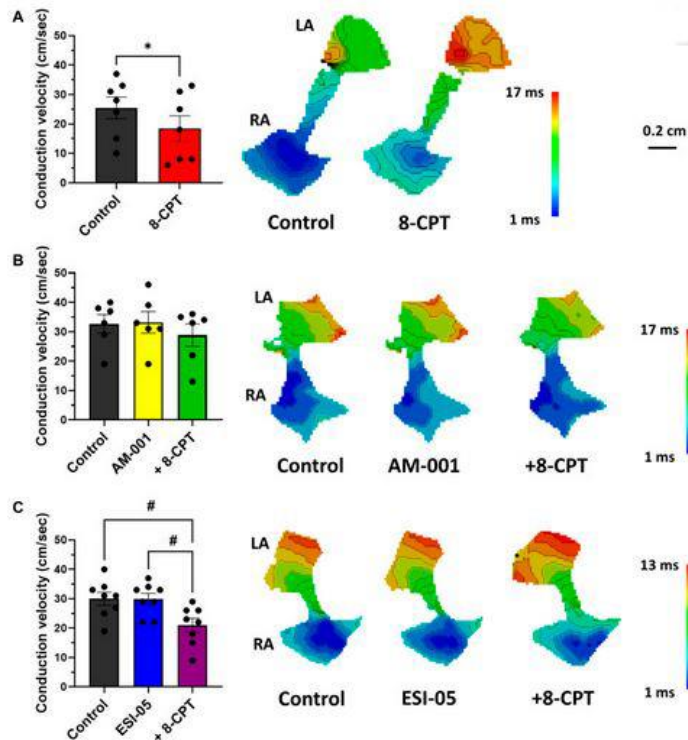 A
Conduction velocity (cm/sec)
50
40
30
20
10
0
*
Control
8-CPT
LA
RA
Control
8-CPT
17 ms
1 ms
0.2 cm
B
Conduction velocity (cm/sec)
50
40
30
20
10
0
Control
AM-001
+ 8-CPT
LA
RA
Control
AM-001
+8-CPT
17 ms
1 ms
C
Conduction velocity (cm/sec)
50
40
30
20
10
0
#
#
Control
ESI-05
+ 8-CPT
LA
RA
Control
ESI-05
+8-CPT
13 ms
1 ms